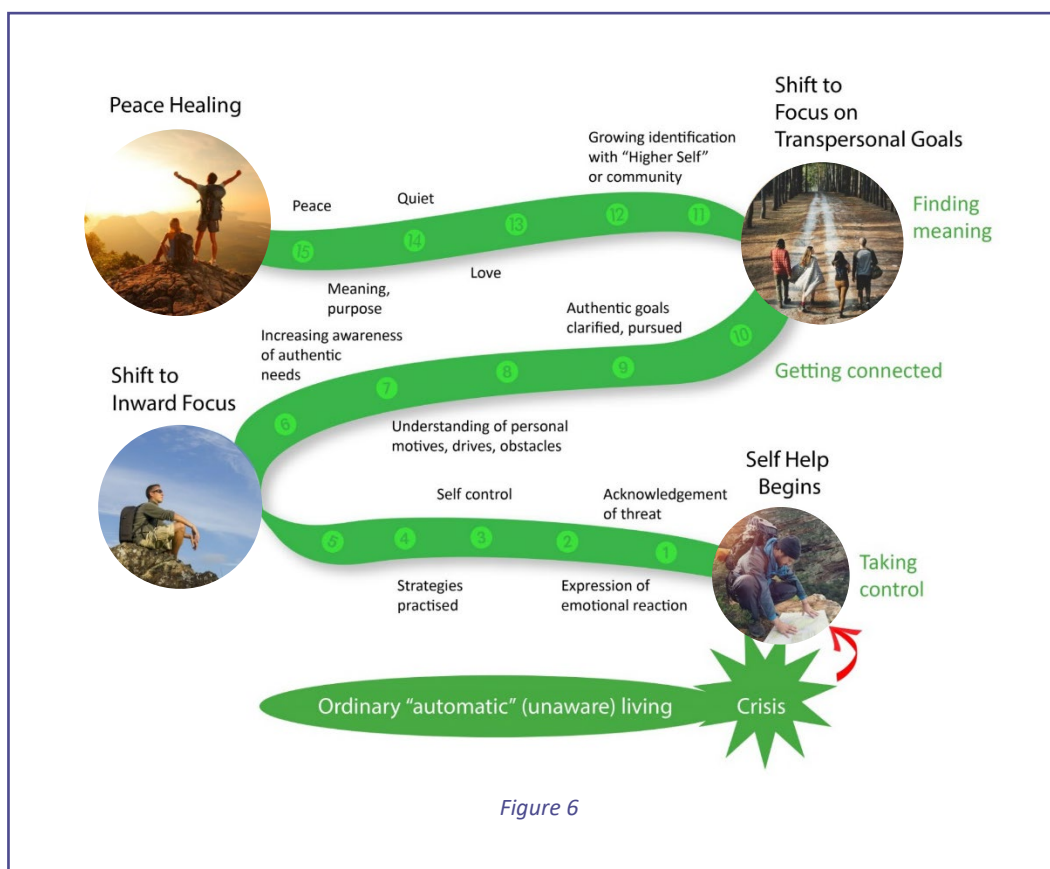 Peace Healing
Shift to
Focus on
Transpersonal Goals
Growing identification
with “Higher Self”
or community
Finding
meaning
Peace
Quiet
15
14
13
12
11
Meaning,
purpose
Love
Authentic goals
clarified, pursued
Increasing awareness
of authentic
needs
10
Getting connected
Shift to
Inward Focus
6
7
8
9
Understanding of personal
motives, drives, obstacles
Self Help
Begins
Self control
Acknowledgement
of threat
5
4
3
2
1
Taking
control
Strategies
practised
Expression of
emotional reaction
Ordinary “automatic” (unaware) living
Crisis
Figure 6